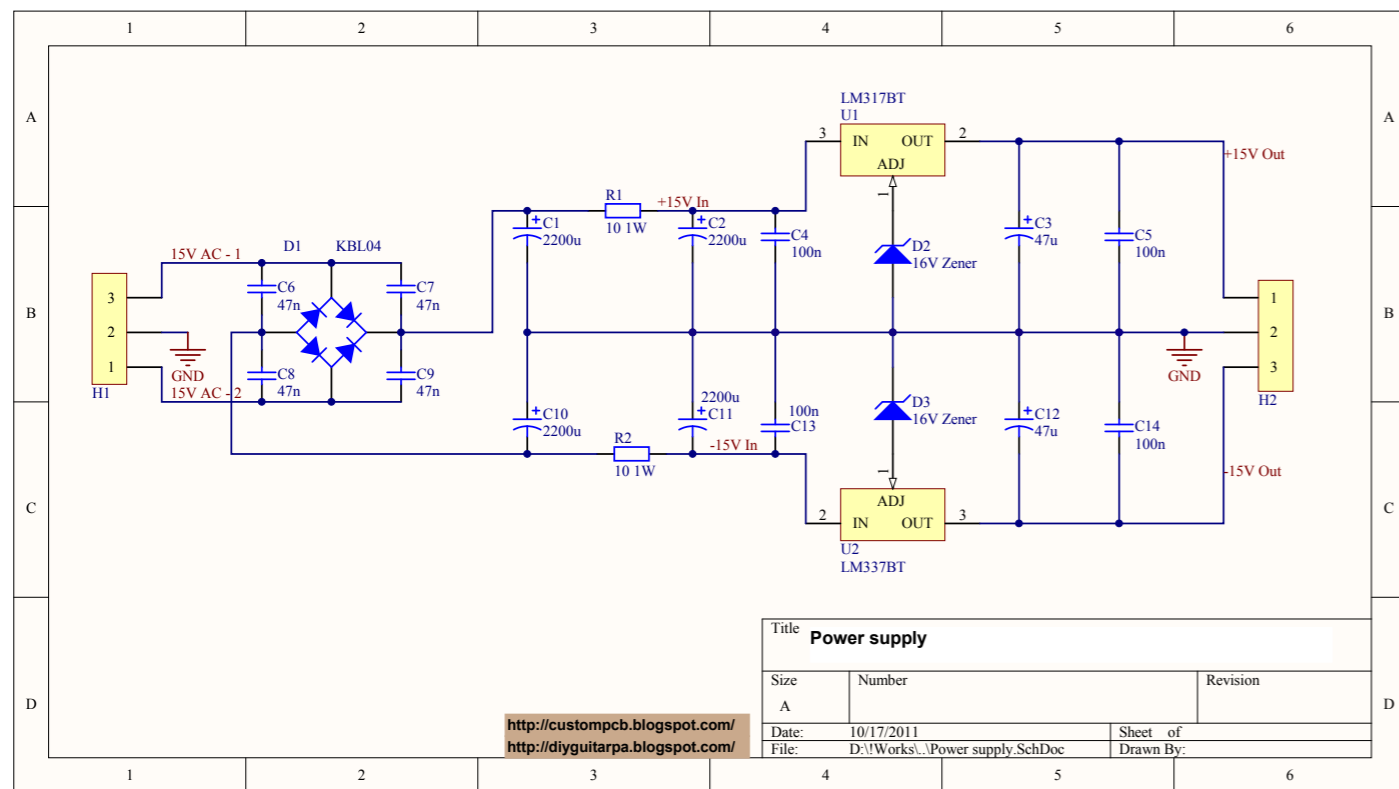 1 2 3 4 5 6
A A
LM317BT
U1
3 IN OUT 2
ADJ
1
+15V Out
R1
10 1W
+15V In
C1
2200u
C2
2200u
C4
100n
D2
16V Zener
C3
47u
C5
100n
B B
15V AC - 1
D1 KBL04
C6
47n
C7
47n
3
2
1
H1
GND
15V AC - 2
C8
47n
C9
47n
1
2
3
H2
GND
C10
2200u
2200u
C11
100n
C13
D3
16V Zener
C12
47u
C14
100n
R2
10 1W
-15V In
-15V Out
C C
1
ADJ
2 IN OUT 3
U2
LM337BT
D D
Title Power supply
Size Number Revision
A
Date: 10/17/2011 Sheet of
File: D:\!Works\..\Power supply.SchDoc Drawn By:
http://custompcb.blogspot.com/
http://diyguitarpa.blogspot.com/
1 2 3 4 5 6